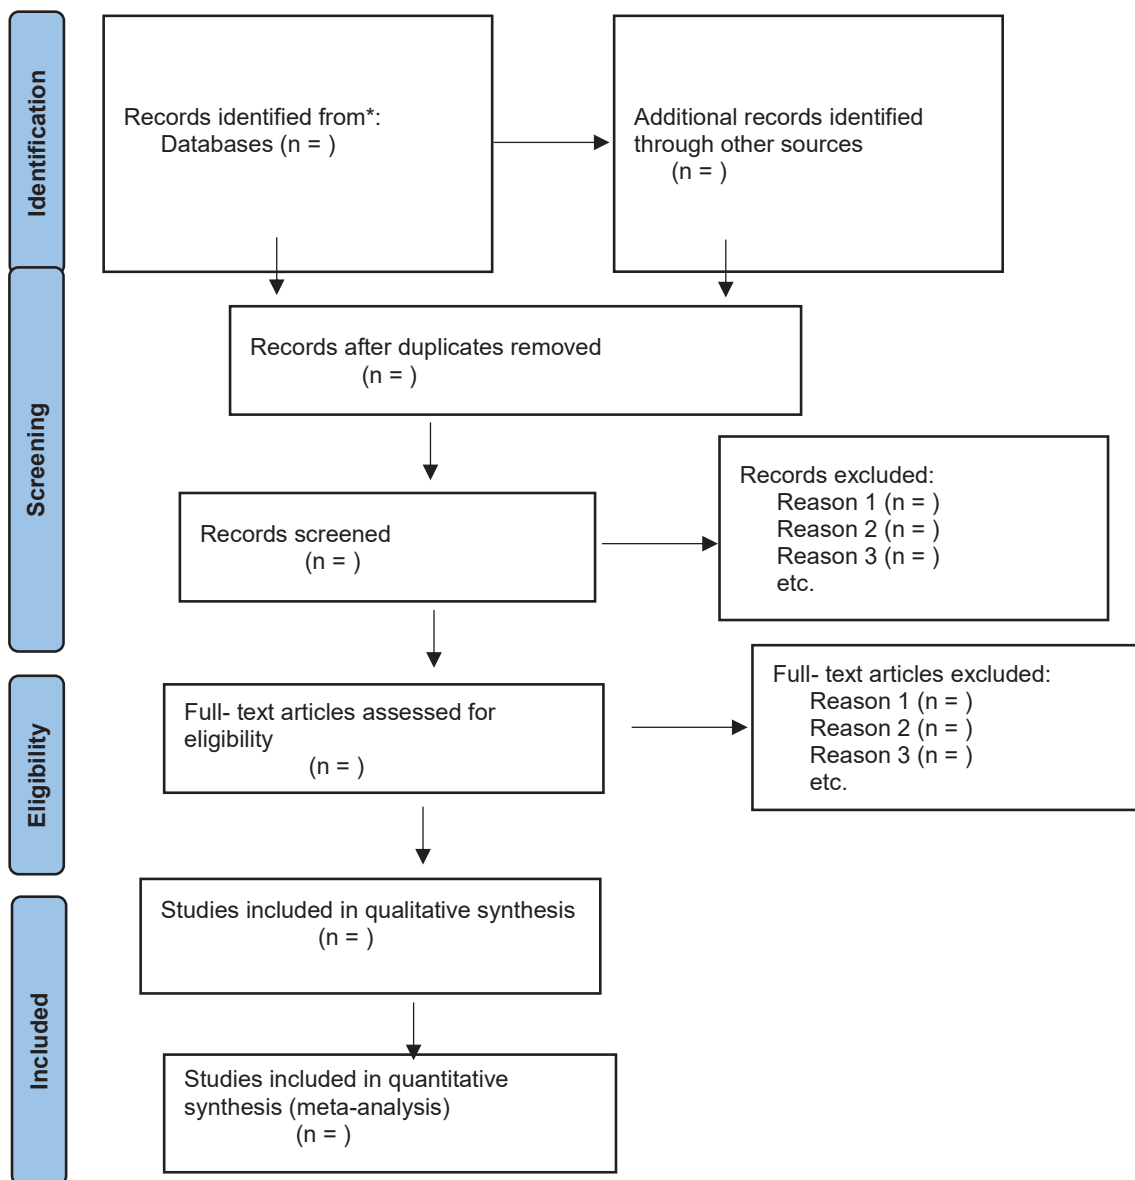 Identification
Records identified from*:
Databases (n = )
Additional records identified
through other sources
(n = )
Screening
Records after duplicates removed
(n = )
Records screened
(n = )
Records excluded:
Reason 1 (n = )
Reason 2 (n = )
Reason 3 (n = )
etc.
Eligibility
Full- text articles assessed for
eligibility
(n = )
Full- text articles excluded:
Reason 1 (n = )
Reason 2 (n = )
Reason 3 (n = )
etc.
Included
Studies included in qualitative synthesis
(n = )
Studies included in quantitative
synthesis (meta-analysis)
(n = )